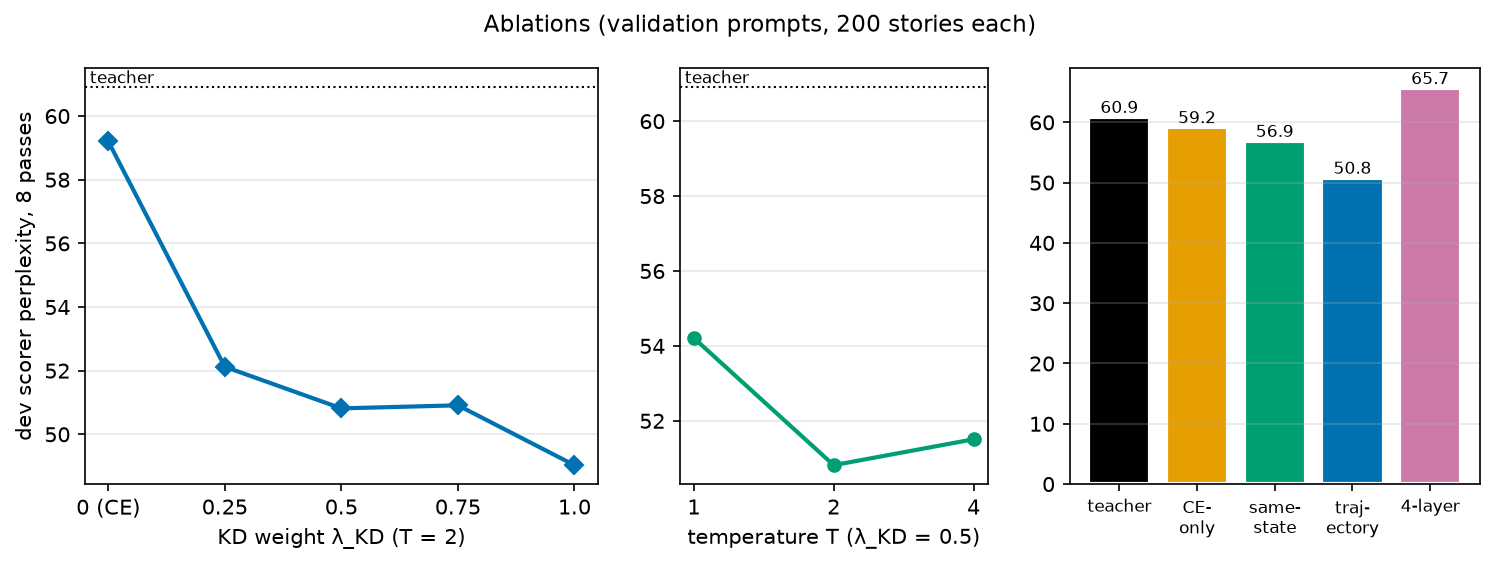 Ablations (validation prompts, 200 stories each)
dev scorer perplexity, 8 passes
teacher
60
58
56
54
52
50
0 (CE)
0.25
0.5
0.75
1.0
KD weight λ_KD (T = 2)
teacher
60
58
56
54
52
1
2
4
temperature T (λ_KD = 0.5)
60
50
40
30
20
10
0
60.9
59.2
56.9
50.8
65.7
teacher
CE-
only
same-
state
traj-
ectory
4-layer